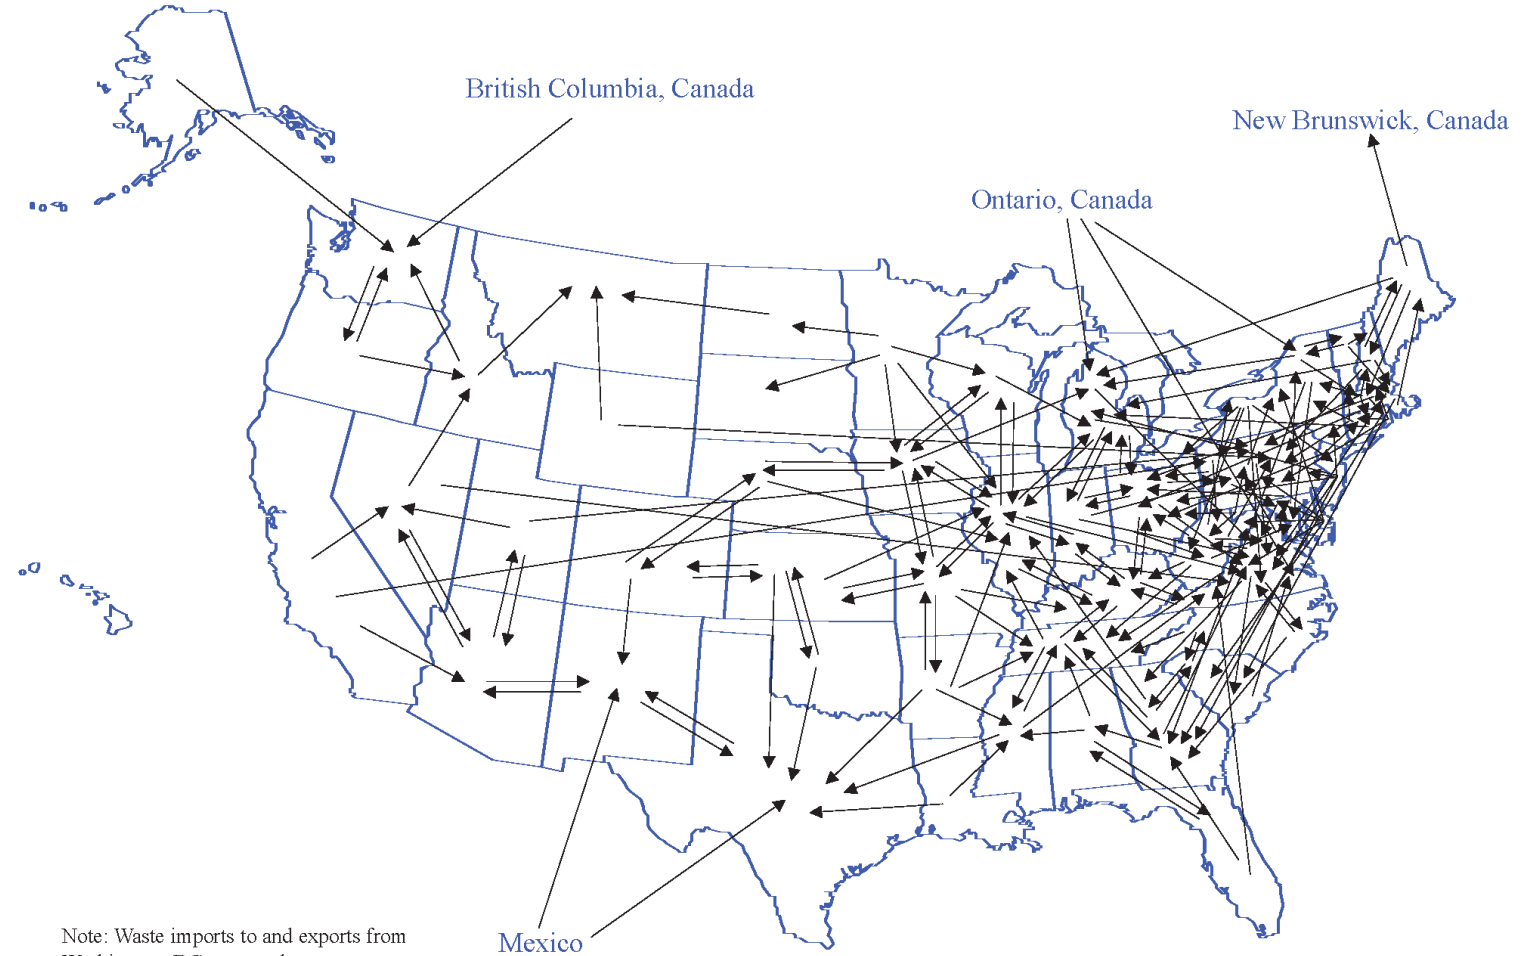 British Columbia, Canada
New Brunswick, Canada
Ontario, Canada
Note: Waste imports to and exports from
Mexico